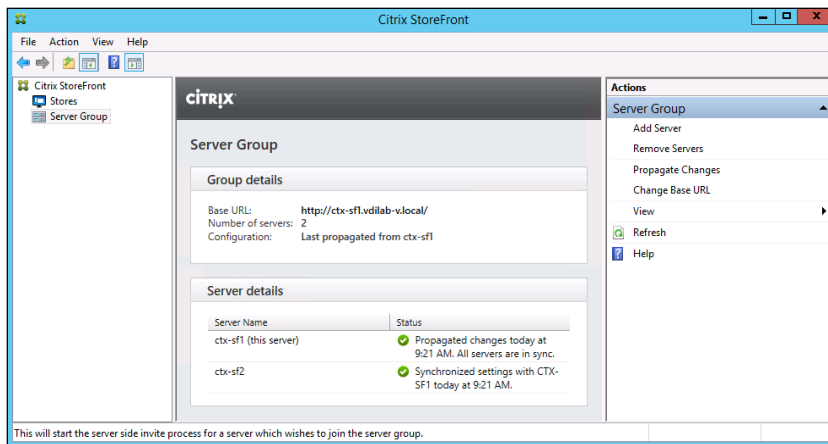 Citrix StoreFront
File Action View Help
Citrix StoreFront
Stores
Server Group
CİTRIX
Server Group
Group details
Base URL: http://ctx-sf1.vdilab-v.local/
Number of servers: 2
Configuration: Last propagated from ctx-sf1
Server details
Server Name Status
ctx-sf1 (this server) Propagated changes today at
9:21 AM. All servers are in sync.
ctx-sf2 Synchronized settings with CTX-
SF1 today at 9:21 AM.
Actions
Server Group
Add Server
Remove Servers
Propagate Changes
Change Base URL
View
Refresh
Help
This will start the server side invite process for a server which wishes to join the server group.